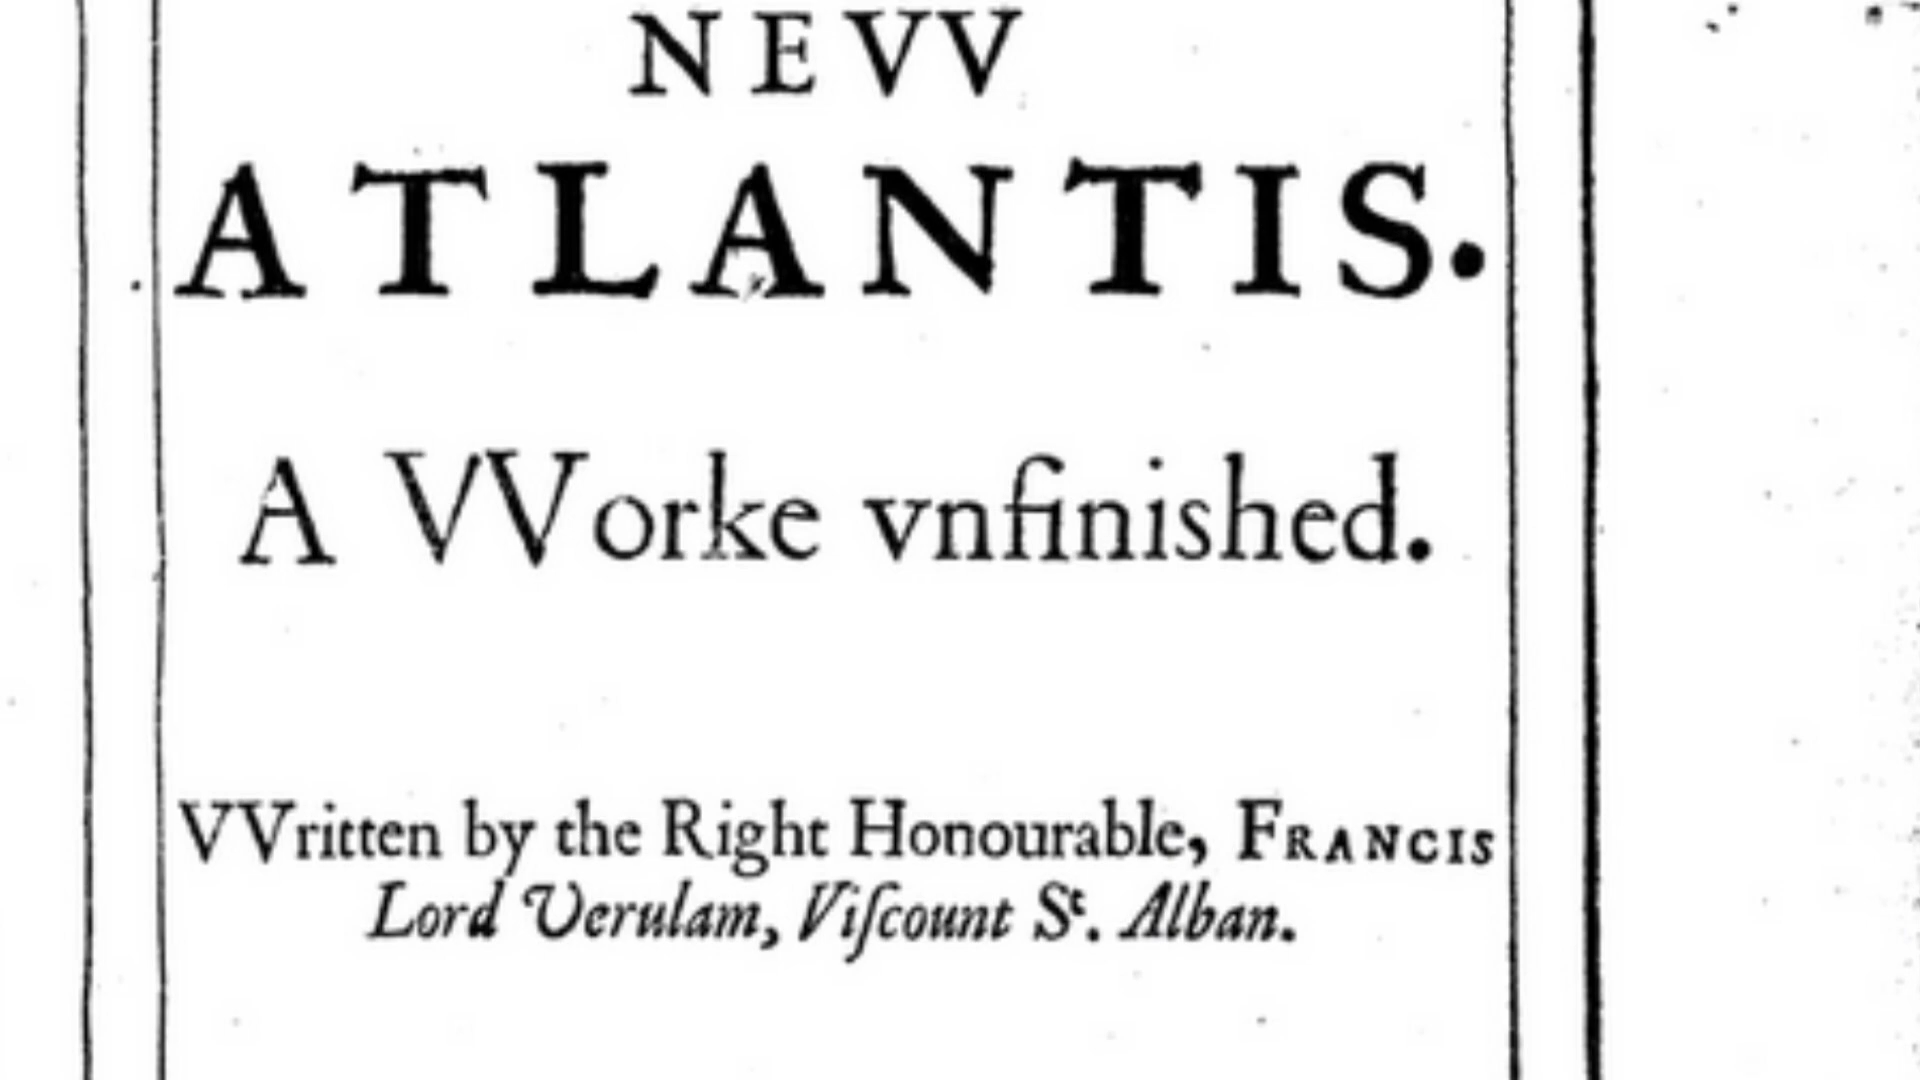 NEVV
ATLANTIS.
A VVorke vnfinished.
VVritten by the Right Honourable, FRANCIS
Lord Verulam, Viſcount St. Alban.